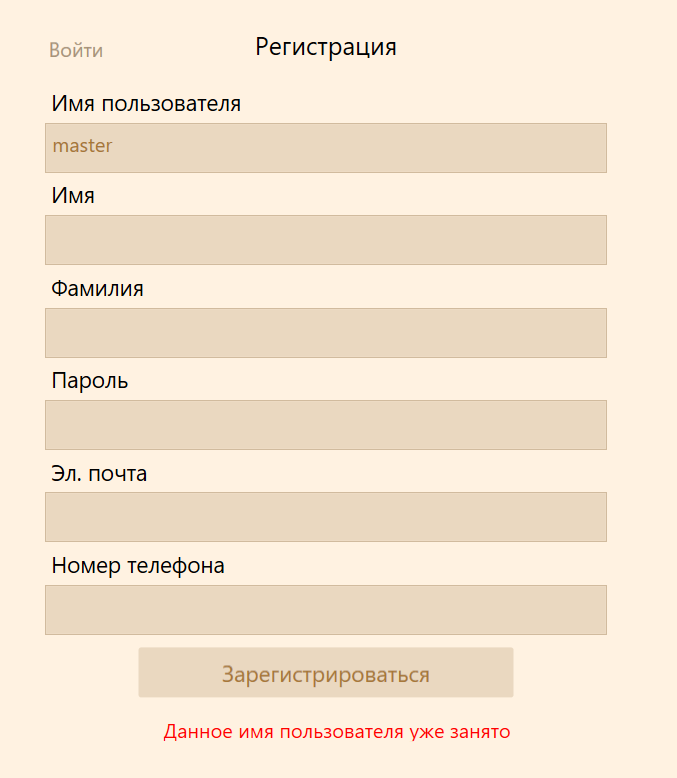 Войти
Регистрация
Имя пользователя
master
Имя
Фамилия
Пароль
Эл. почта
Номер телефона
Зарегистрироваться
Данное имя пользователя уже занято